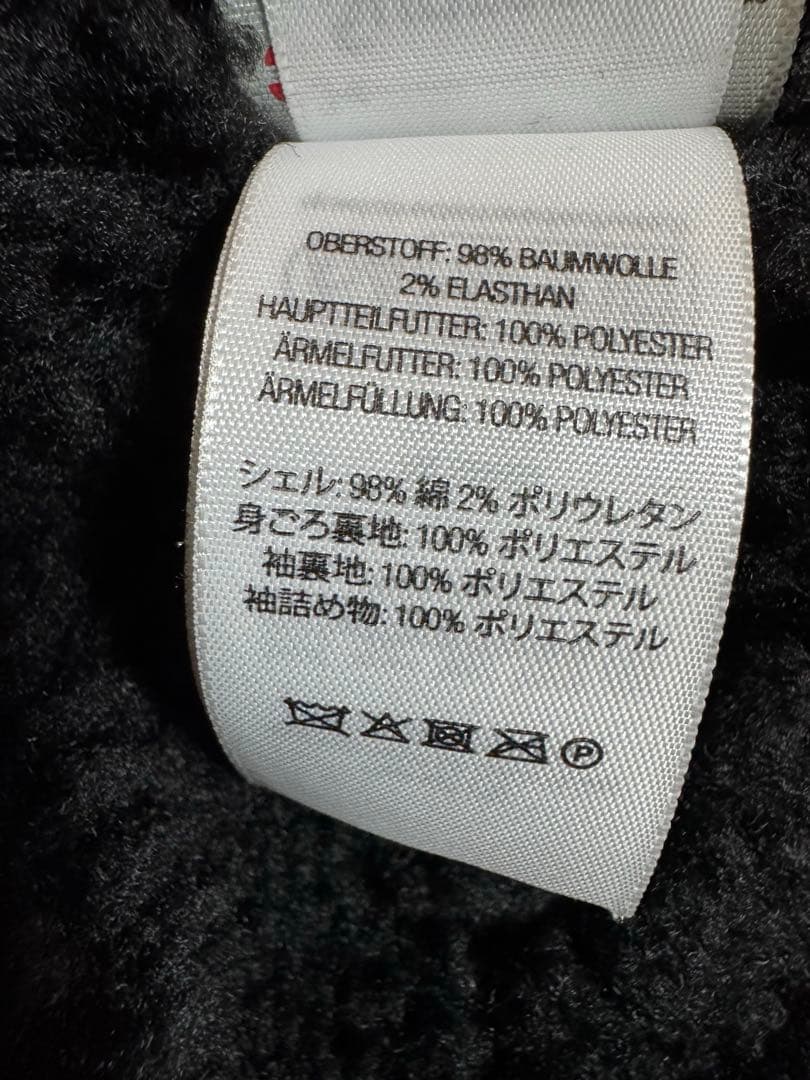 OBERSTOFF: 98% BAUMWOLLE
2% ELASTHAN
HAUPTTEILFUTTER: 100% POLYESTER
ÄRMELFUTTER: 100% POLYESTER
ÄRMELFÜLLUNG: 100% POLYESTER
シェル: 98% 綿 2% ポリウレタン
身ごろ裏地: 100% ポリエステル
袖裏地: 100% ポリエステル
袖詰め物: 100% ポリエステル
P